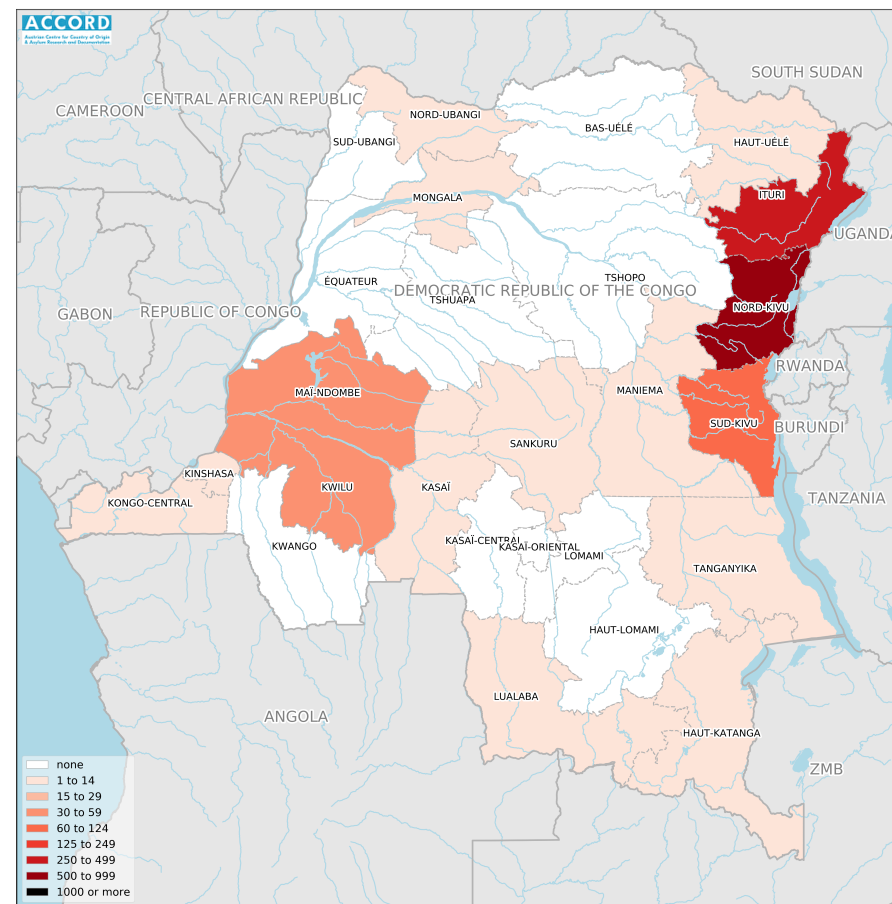 ACCORD
Austrian Centre for Country of Origin
& Asylum Research and Documentation
SOUTH SUDAN
CENTRAL AFRICAN REPUBLIC
CAMEROON
NORD-UBANGI
BAS-UÉLÉ
SUD-UBANGI
HAUT-UÉLÉ
ITURI
MONGALA
UGANDA
TSHOPO
ÉQUATEUR
DEMOCRATIC REPUBLIC OF THE CONGO
TSHUAPA
NORD-KIVU
GABON
REPUBLIC OF CONGO
RWANDA
MAÏ-NDOMBE
MANIEMA
SUD-KIVU
BURUNDI
SANKURU
KINSHASA
KWILU
KASAÏ
TANZANIA
KONGO-CENTRAL
KASAÏ-CENTRAL
KWANGO
KASAÏ-ORIENTAL
LOMAMI
TANGANYIKA
HAUT-LOMAMI
LUALABA
ANGOLA
HAUT-KATANGA
ZMB
none
1 to 14
15 to 29
30 to 59
60 to 124
125 to 249
250 to 499
500 to 999
1000 or more